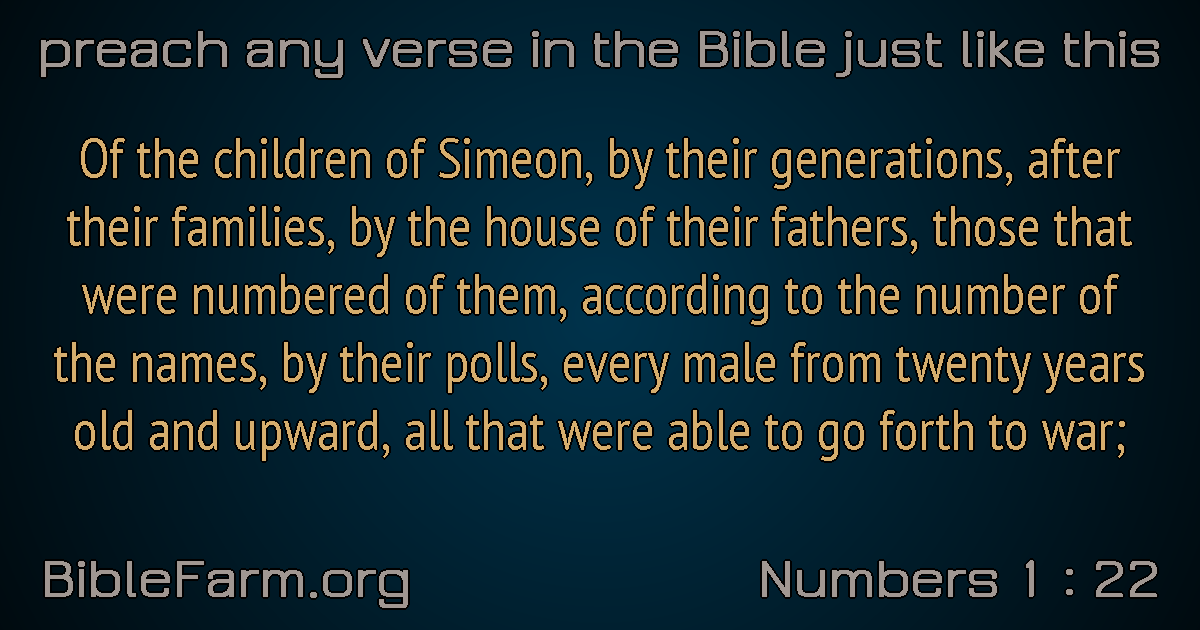 preach any verse in the Bible just like this
Of the children of Simeon, by their generations, after
their families, by the house of their fathers, those that
were numbered of them, according to the number of
the names, by their polls, every male from twenty years
old and upward, all that were able to go forth to war;
BibleFarm.org
Numbers 1 : 22